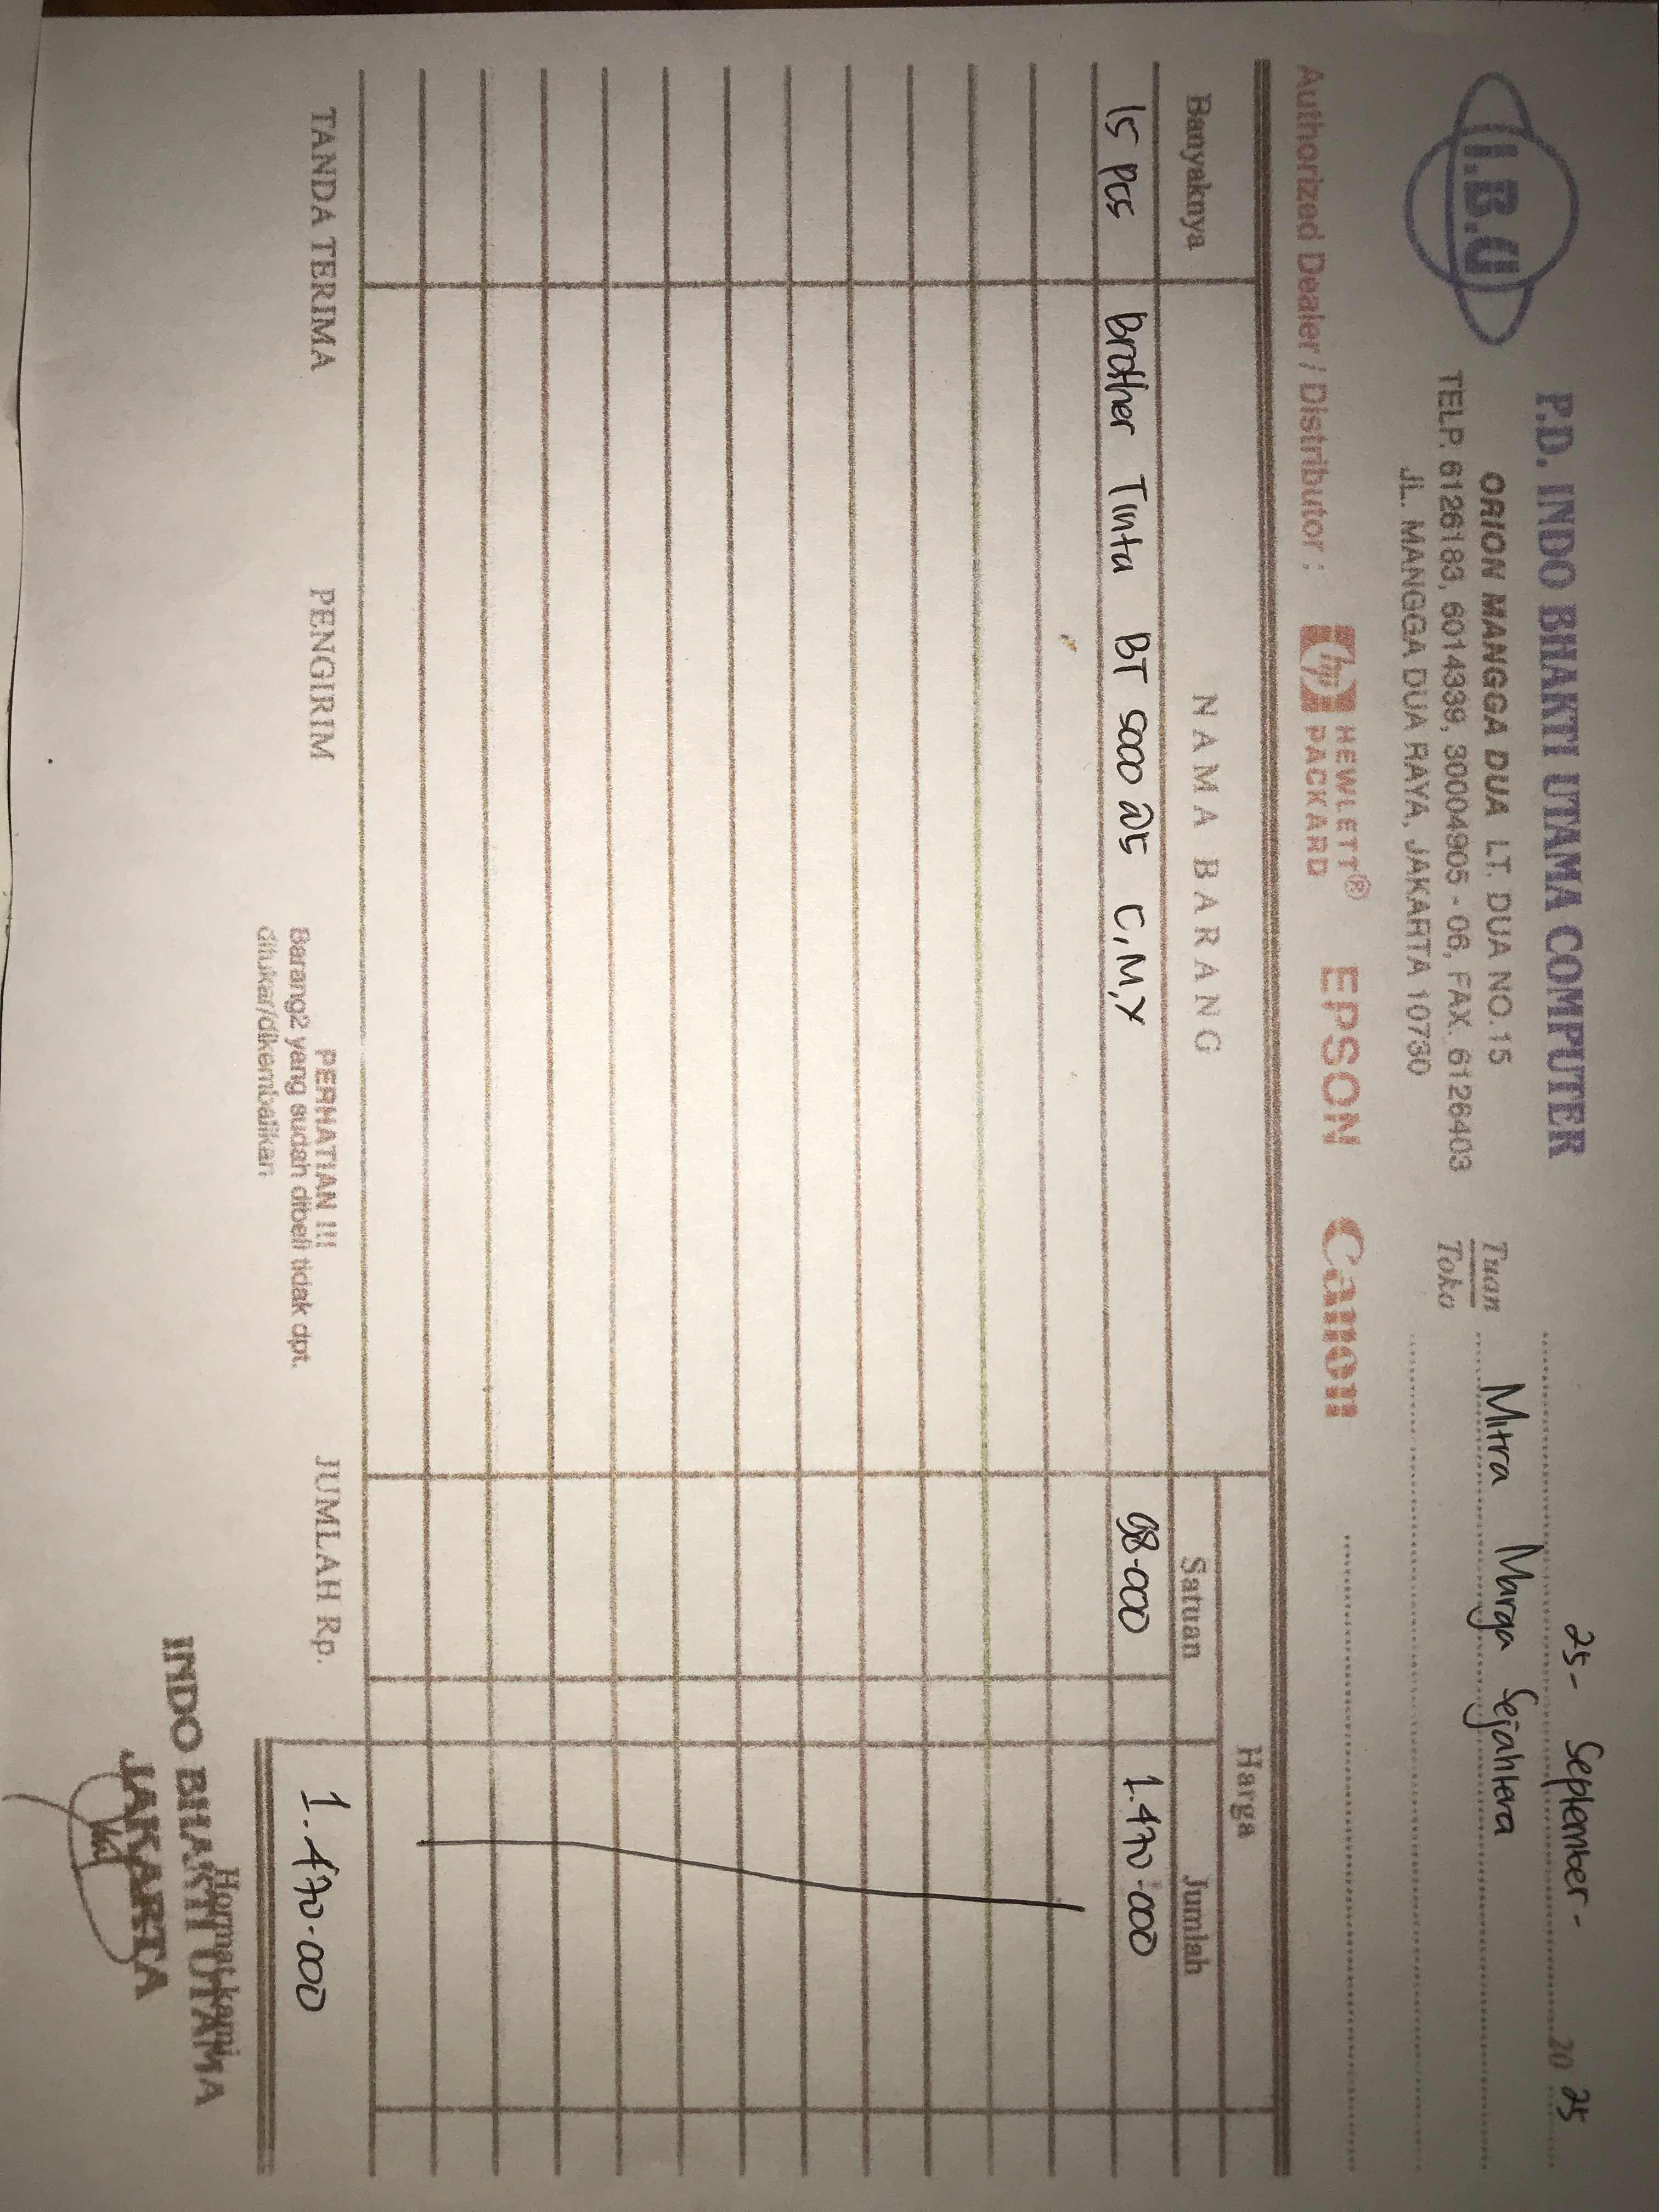 I.B.U
P.D. INDO BHAKTI UTAMA COMPUTER
ORION MANGGA DUA LT. DUA NO.15
TELP. 6126183, 6014339, 30004905 - 06, FAX. 6126403
JL. MANGGA DUA RAYA, JAKARTA 10730
25 - September - 20 25
Tuan
Toko
Mitra Marga Sejahtera
Authorized Dealer / Distributor : hp HEWLETT® PACKARD EPSON Canon
Banyaknya NAMA BARANG Harga
Satuan Jumlah
15 pcs Brother Tinta BT 5000 @5 C,M,Y 98.000 1.470.000
TANDA TERIMA PENGIRIM JUMLAH Rp. 1.470.000
PERHATIAN !!!
Barang2 yang sudah dibeli tidak dpt.
ditukar/dikembalikan
Hormat kami
INDO BHAKTI UTAMA
JAKARTA